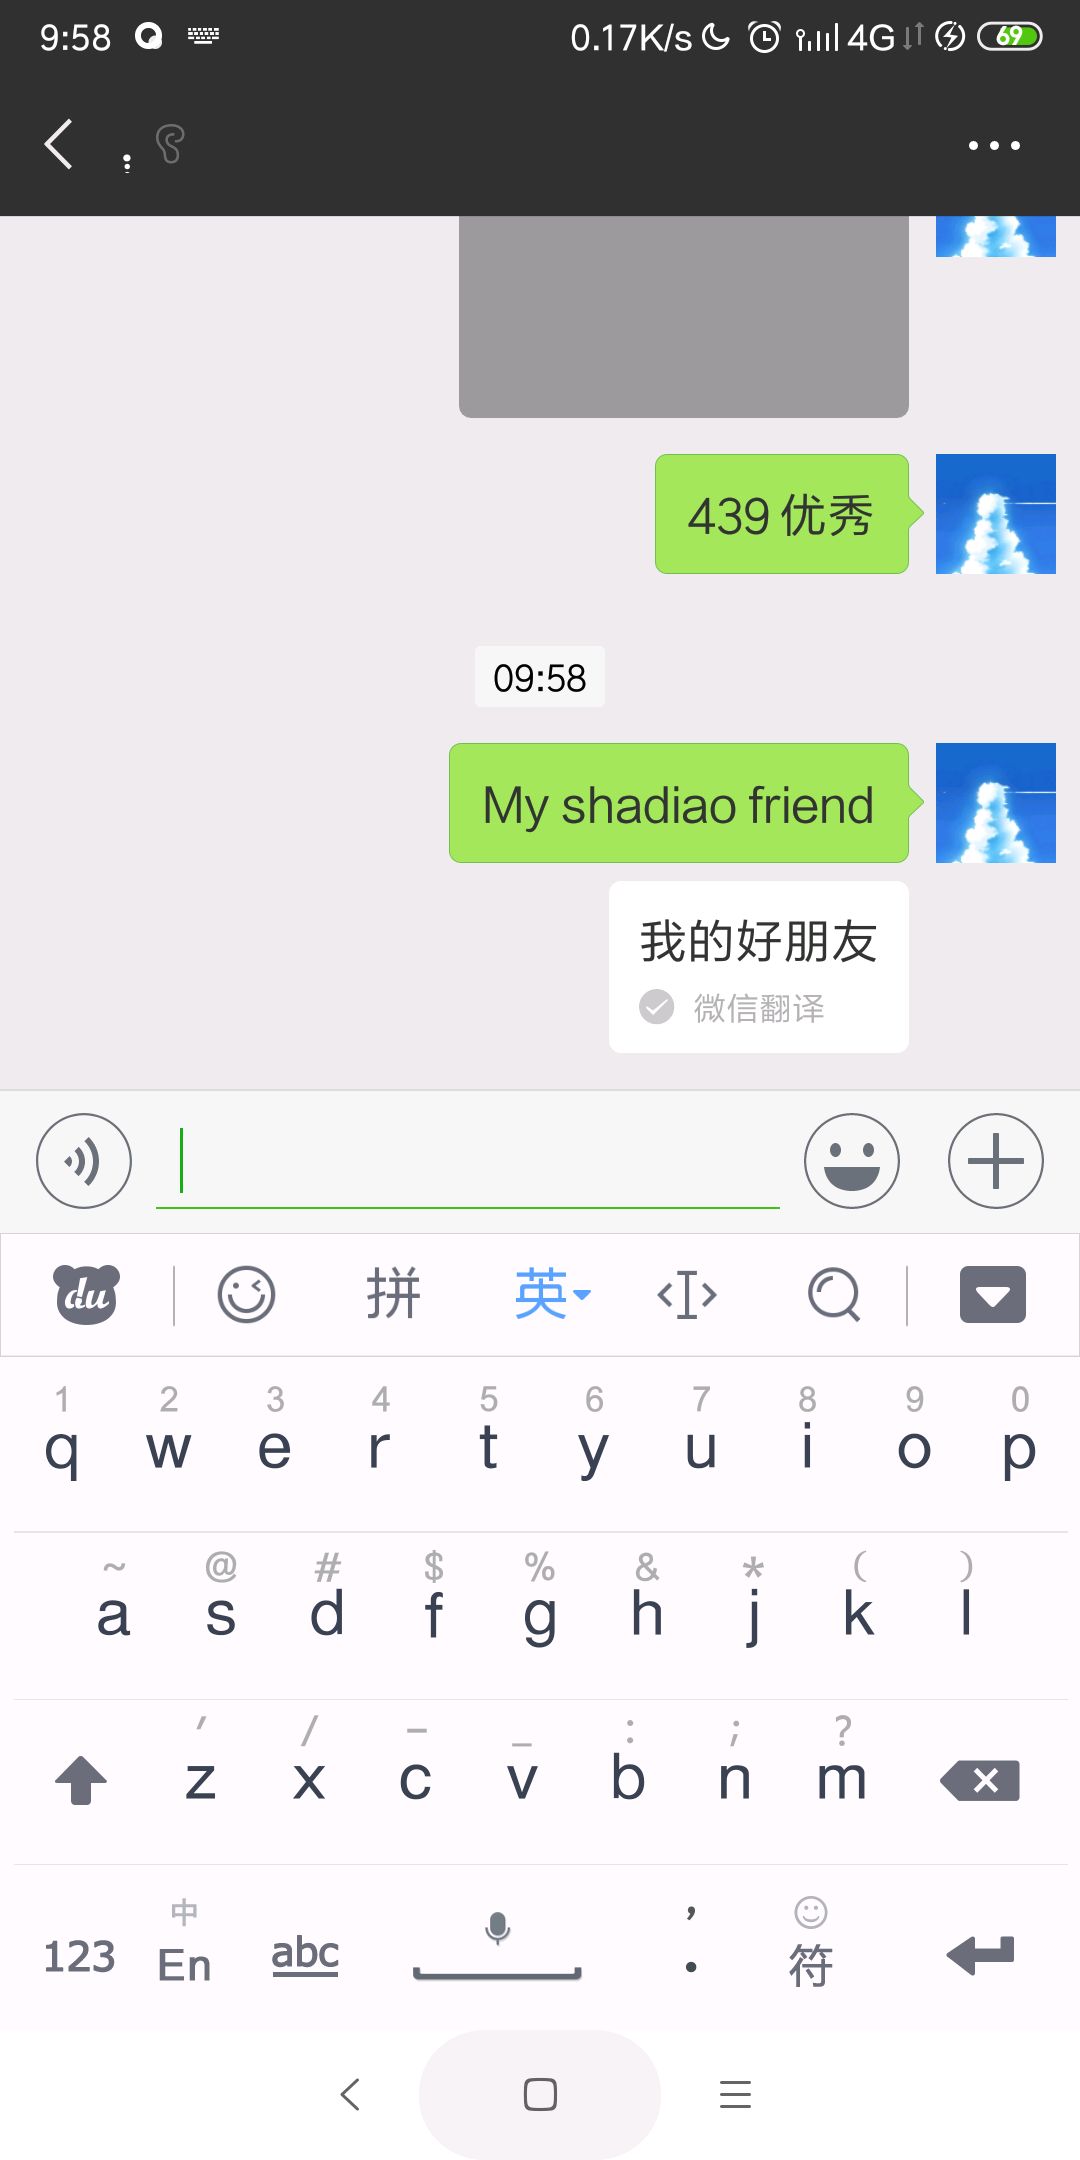 9:58 0.17K/s 4G 69
439 优秀
09:58
My shadiao friend
我的好朋友
微信翻译
du 拼 英
1 2 3 4 5 6 7 8 9 0
q w e r t y u i o p
~ @ # $ % & * ( )
a s d f g h j k l
' / - _ : ; ?
z x c v b n m
中 ,
123 En abc . 符